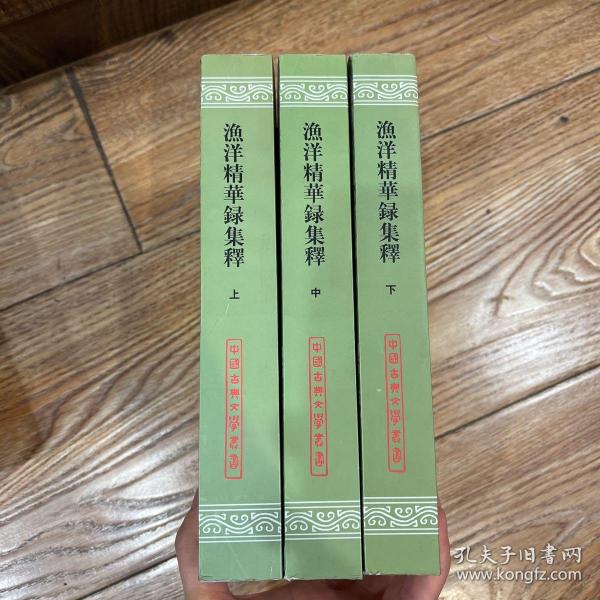 漁洋精華録集釋
上
中國古典文學叢書
漁洋精華録集釋
中
中國古典文學叢書
漁洋精華録集釋
下
中國古典文學叢書
孔夫子旧書网
www.kongfz.com